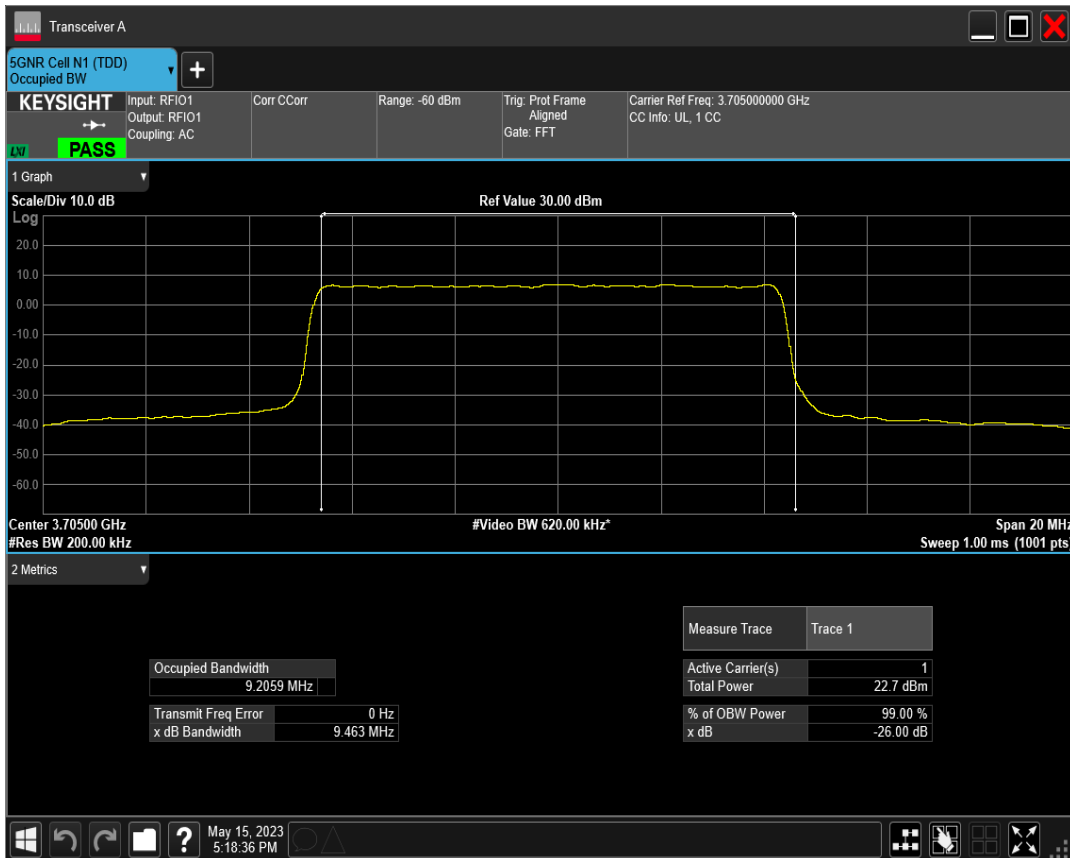 Transceiver A
5GNR Cell N1 (TDD)
Occupied BW
+
KEYSIGHT
LXI
PASS
Input: RFIO1
Output: RFIO1
Coupling: AC
Corr CCorr
Range: -60 dBm
Trig: Prot Frame
Aligned
Gate: FFT
Carrier Ref Freq: 3.705000000 GHz
CC Info: UL, 1 CC
1 Graph
Scale/Div 10.0 dB
Ref Value 30.00 dBm
Log
20.0
10.0
0.00
-10.0
-20.0
-30.0
-40.0
-50.0
-60.0
Center 3.70500 GHz
#Video BW 620.00 kHz*
Span 20 MHz
#Res BW 200.00 kHz
Sweep 1.00 ms (1001 pts)
2 Metrics
Measure Trace Trace 1
Occupied Bandwidth
9.2059 MHz
Active Carrier(s) 1
Total Power 22.7 dBm
Transmit Freq Error 0 Hz
x dB Bandwidth 9.463 MHz
% of OBW Power 99.00 %
x dB -26.00 dB
?
May 15, 2023
5:18:36 PM